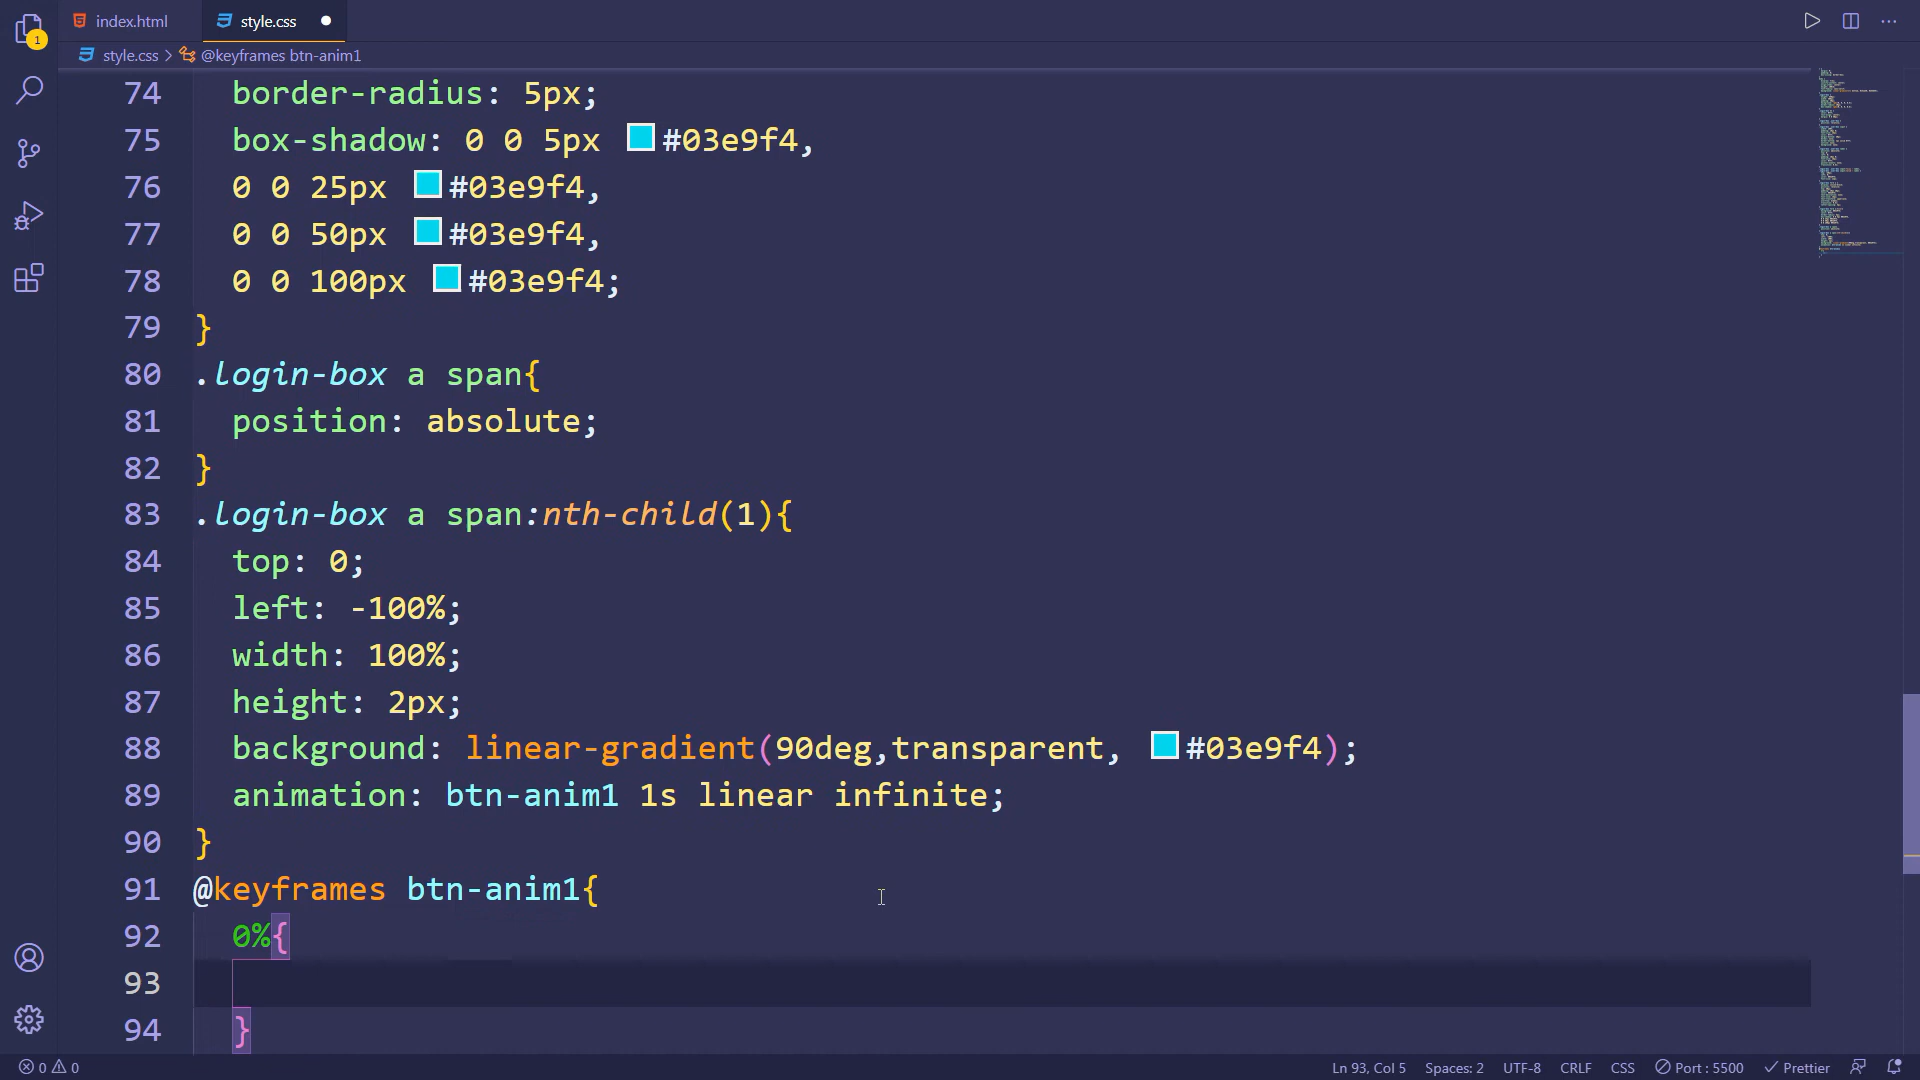 index.html
style.css
1
style.css > @keyframes btn-anim1
74 border-radius: 5px;
75 box-shadow: 0 0 5px #03e9f4,
76 0 0 25px #03e9f4,
77 0 0 50px #03e9f4,
78 0 0 100px #03e9f4;
79 }
80 .login-box a span{
81 position: absolute;
82 }
83 .login-box a span:nth-child(1){
84 top: 0;
85 left: -100%;
86 width: 100%;
87 height: 2px;
88 background: linear-gradient(90deg,transparent, #03e9f4);
89 animation: btn-anim1 1s linear infinite;
90 }
91 @keyframes btn-anim1{
92 0%{
93
94 }
0 0 Ln 93, Col 5 Spaces: 2 UTF-8 CRLF CSS Port : 5500 Prettier